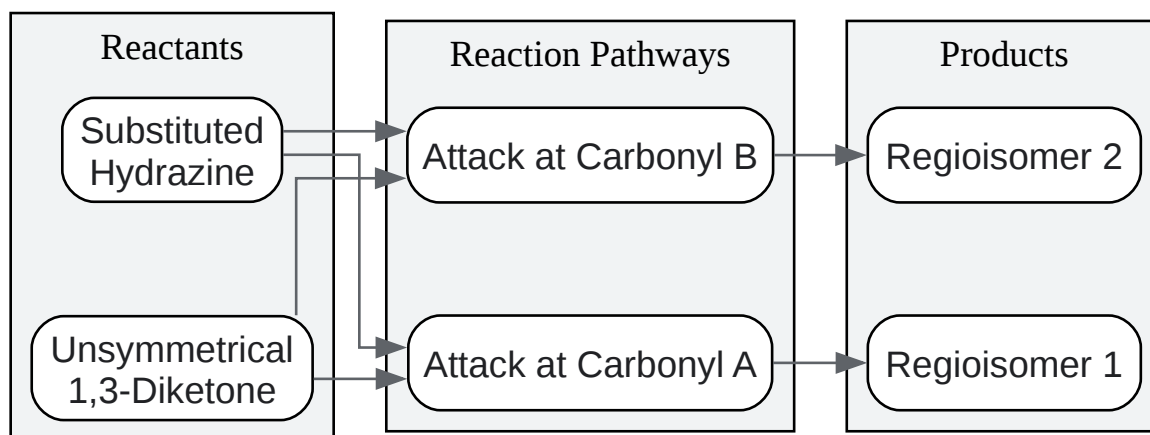 Reactants
Substituted
Hydrazine
Unsymmetrical
1,3-Diketone
Reaction Pathways
Attack at Carbonyl B
Attack at Carbonyl A
Products
Regioisomer 2
Regioisomer 1